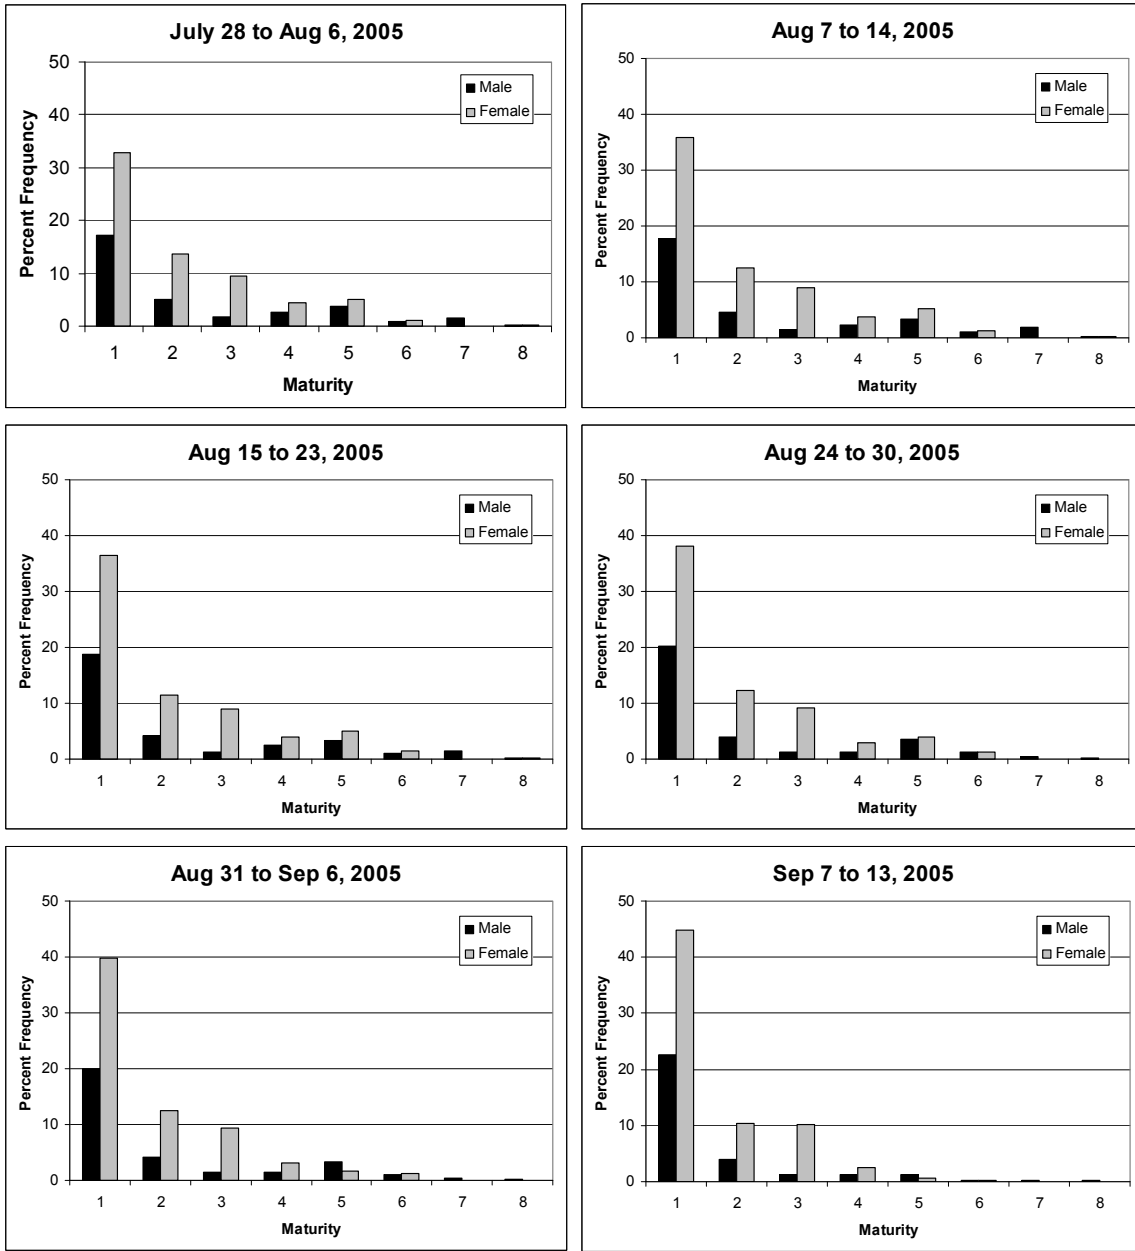 July 28 to Aug 6, 2005
50
40
30
20
10
0
Percent Frequency
Male
Female
1 2 3 4 5 6 7 8
Maturity
Aug 7 to 14, 2005
50
40
30
20
10
0
Percent Frequency
Male
Female
1 2 3 4 5 6 7 8
Maturity
Aug 15 to 23, 2005
50
40
30
20
10
0
Percent Frequency
Male
Female
1 2 3 4 5 6 7 8
Maturity
Aug 24 to 30, 2005
50
40
30
20
10
0
Percent Frequency
Male
Female
1 2 3 4 5 6 7 8
Maturity
Aug 31 to Sep 6, 2005
50
40
30
20
10
0
Percent Frequency
Male
Female
1 2 3 4 5 6 7 8
Maturity
Sep 7 to 13, 2005
50
40
30
20
10
0
Percent Frequency
Male
Female
1 2 3 4 5 6 7 8
Maturity